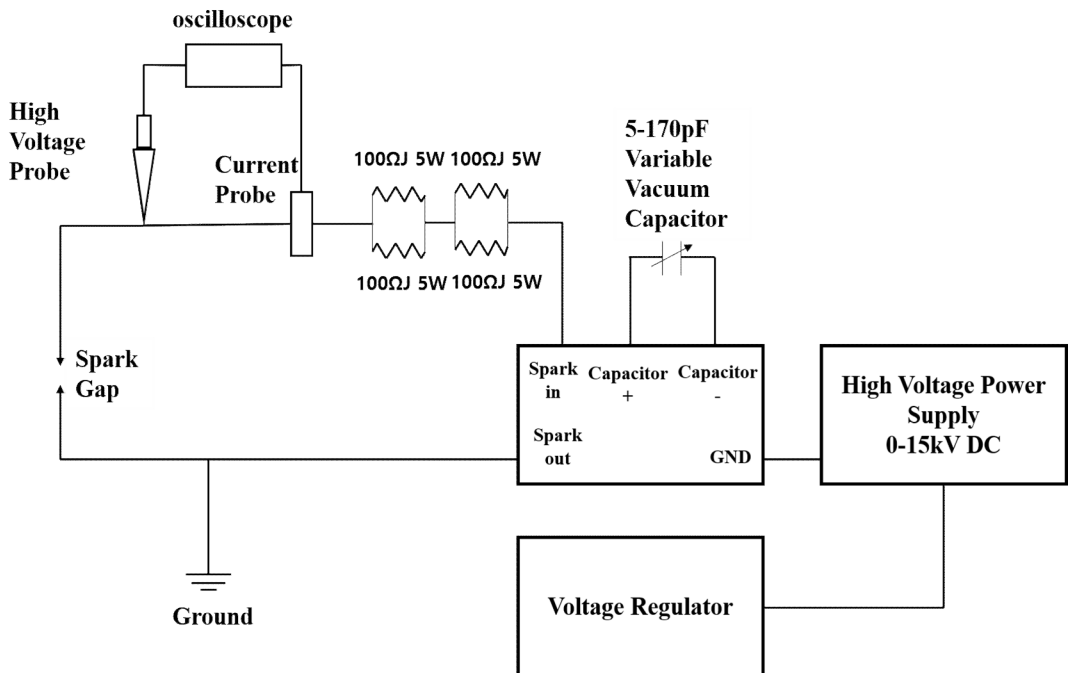 oscilloscope
High
Voltage
Probe
Current
Probe
100ΩJ 5W 100ΩJ 5W
100ΩJ 5W 100ΩJ 5W
5-170pF
Variable
Vacuum
Capacitor
Spark
Gap
Spark
in
Capacitor
+
Capacitor
-
Spark
out
GND
High Voltage Power
Supply
0-15kV DC
Ground
Voltage Regulator